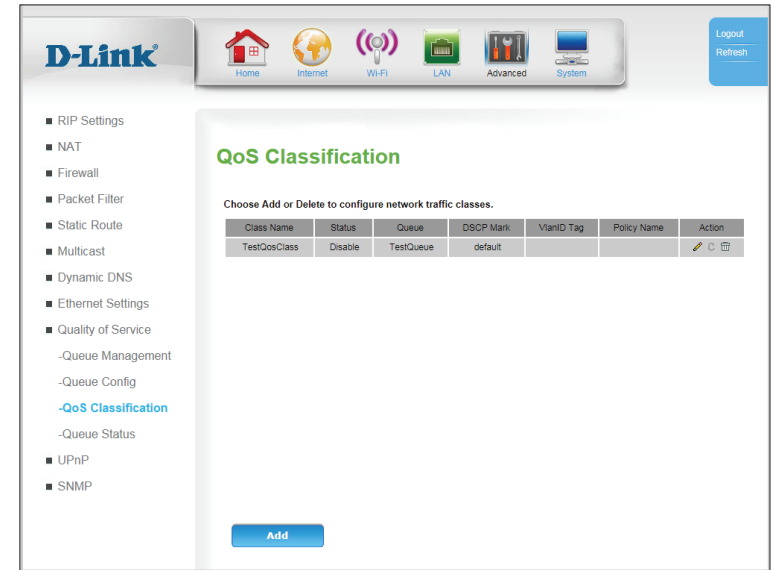 D-Link®
Home Internet Wi-Fi LAN Advanced System
Logout
Refresh
RIP Settings
NAT
Firewall
Packet Filter
Static Route
Multicast
Dynamic DNS
Ethernet Settings
Quality of Service
-Queue Management
-Queue Config
-QoS Classification
-Queue Status
UPnP
SNMP
QoS Classification
Choose Add or Delete to configure network traffic classes.
Class Name Status Queue DSCP Mark VlanID Tag Policy Name Action
TestQosClass Disable TestQueue default C
Add